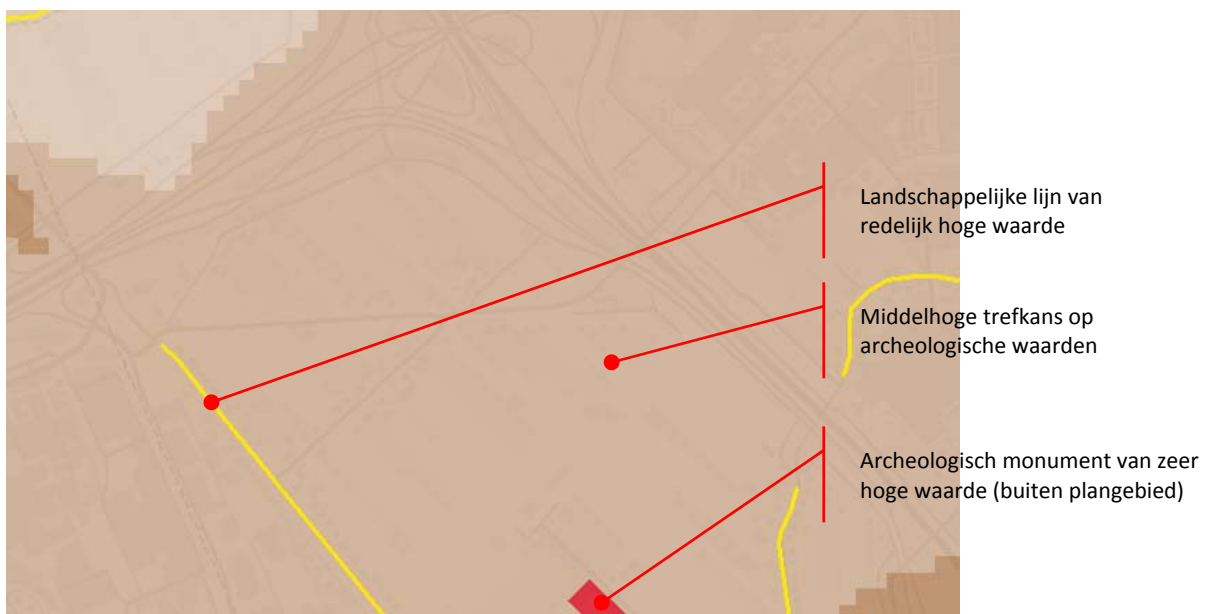 Landschappelijke lijn van
redelijk hoge waarde
Middelhoge trefkans op
archeologische waarden
Archeologisch monument van zeer
hoge waarde (buiten plangebied)